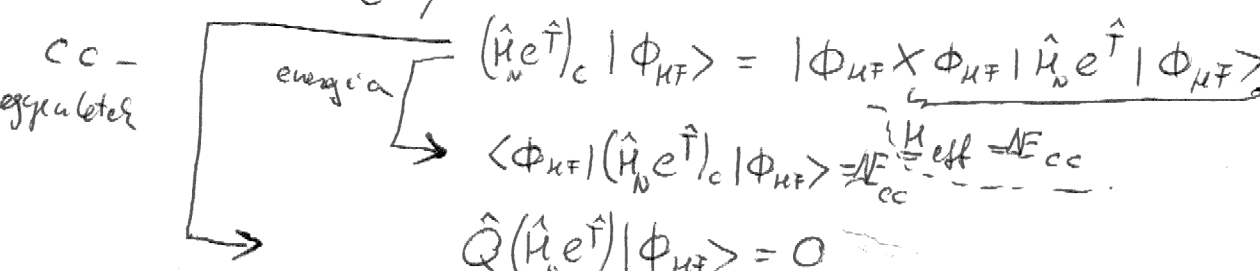 CC- (Ĥ_N e^T̂)_C |Φ_HF> = |Φ_HF><Φ_HF| Ĥ_N e^T̂ |Φ_HF>
egyenletek energia
<Φ_HF|(Ĥ_N e^T̂)_C |Φ_HF> = ΔE_CC H_eff = ΔE_CC
Q̂(Ĥ_N e^T̂)|Φ_HF> = 0